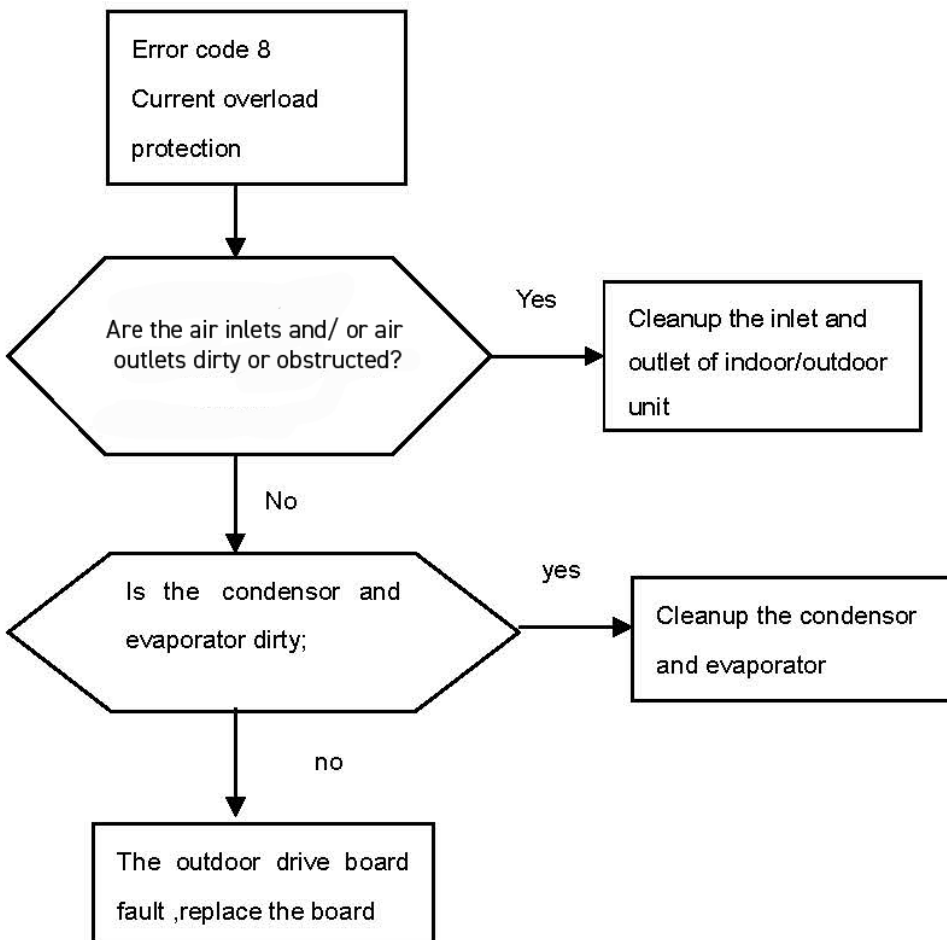 Error code 8
Current overload
protection
Are the air inlets and/ or air
outlets dirty or obstructed?
Yes
Cleanup the inlet and
outlet of indoor/outdoor
unit
No
Is the condensor and
evaporator dirty;
yes
Cleanup the condensor
and evaporator
no
The outdoor drive board
fault ,replace the board